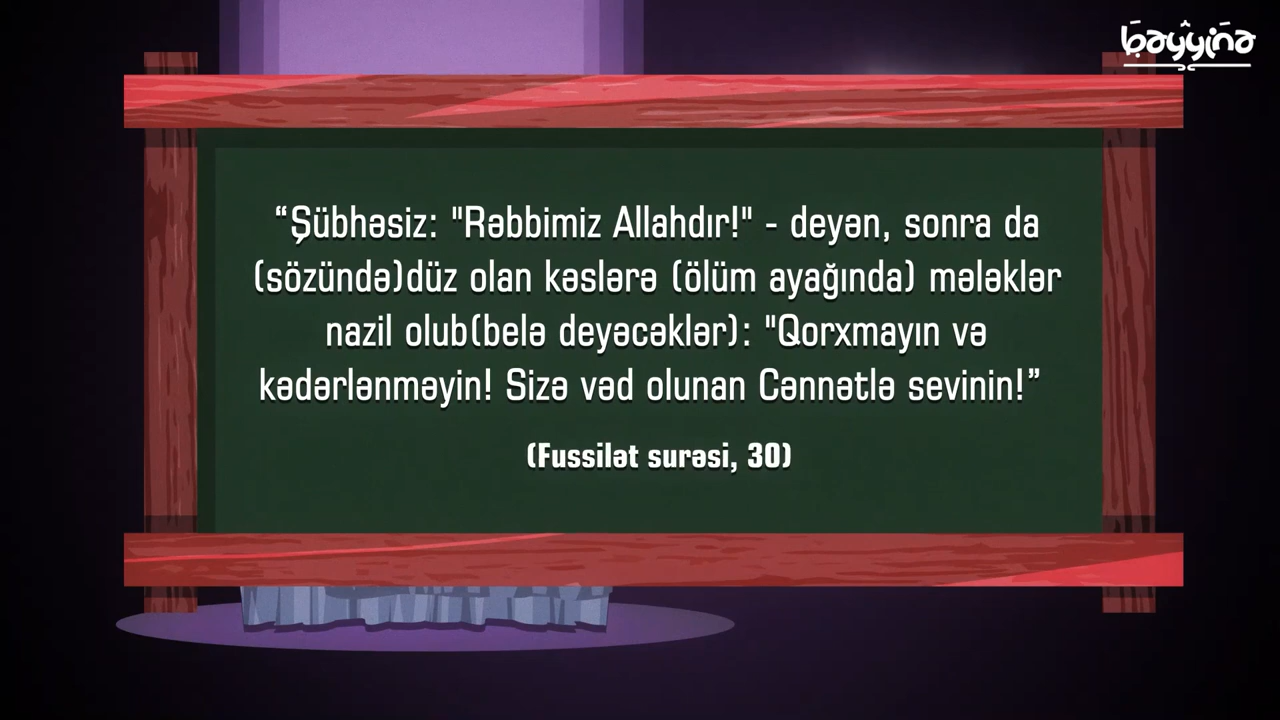 bayyina
“Şübhəsiz: "Rəbbimiz Allahdır!" - deyən, sonra da
(sözündə)düz olan kəslərə (ölüm ayağında) mələklər
nazil olub(belə deyəcəklər): "Qorxmayın və
kədərlənməyin! Sizə vəd olunan Cənnətlə sevinin!”
(Fussilət surəsi, 30)